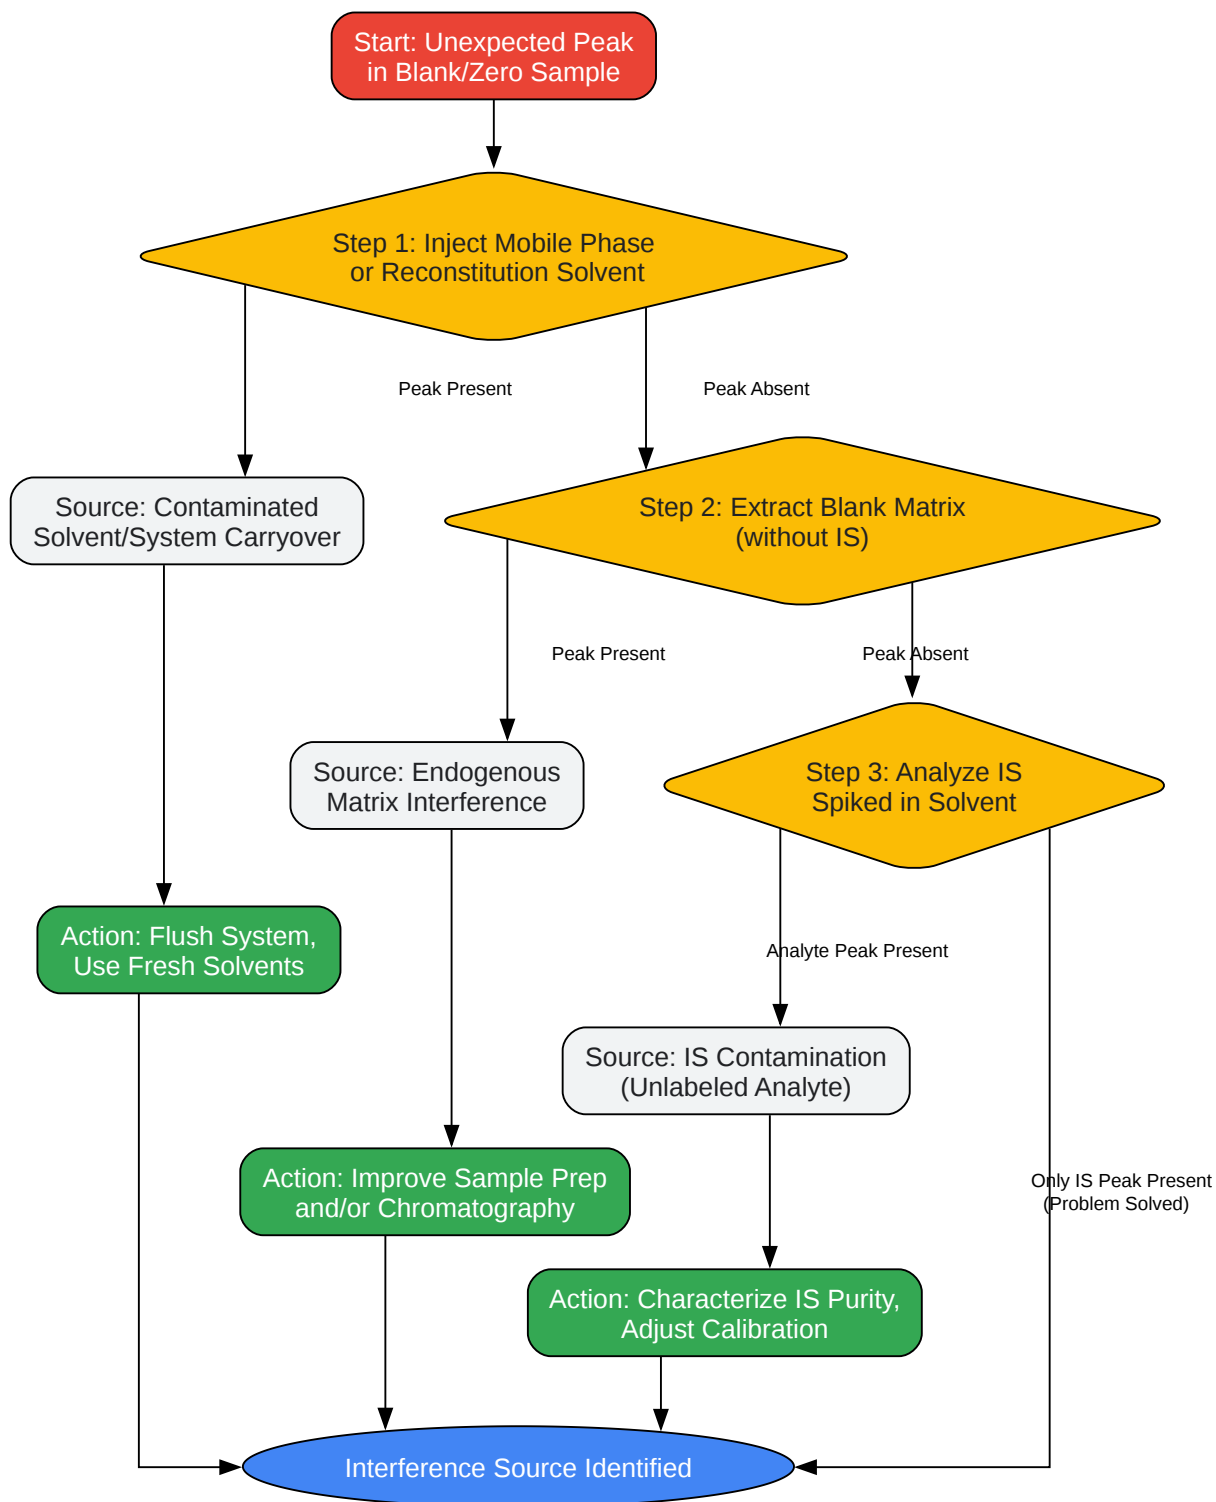 Start: Unexpected Peak
in Blank/Zero Sample
Step 1: Inject Mobile Phase
or Reconstitution Solvent
Peak Present
Peak Absent
Source: Contaminated
Solvent/System Carryover
Step 2: Extract Blank Matrix
(without IS)
Peak Present
Peak Absent
Source: Endogenous
Matrix Interference
Step 3: Analyze IS
Spiked in Solvent
Action: Flush System,
Use Fresh Solvents
Analyte Peak Present
Source: IS Contamination
(Unlabeled Analyte)
Action: Improve Sample Prep
and/or Chromatography
Only IS Peak Present
(Problem Solved)
Action: Characterize IS Purity,
Adjust Calibration
Interference Source Identified